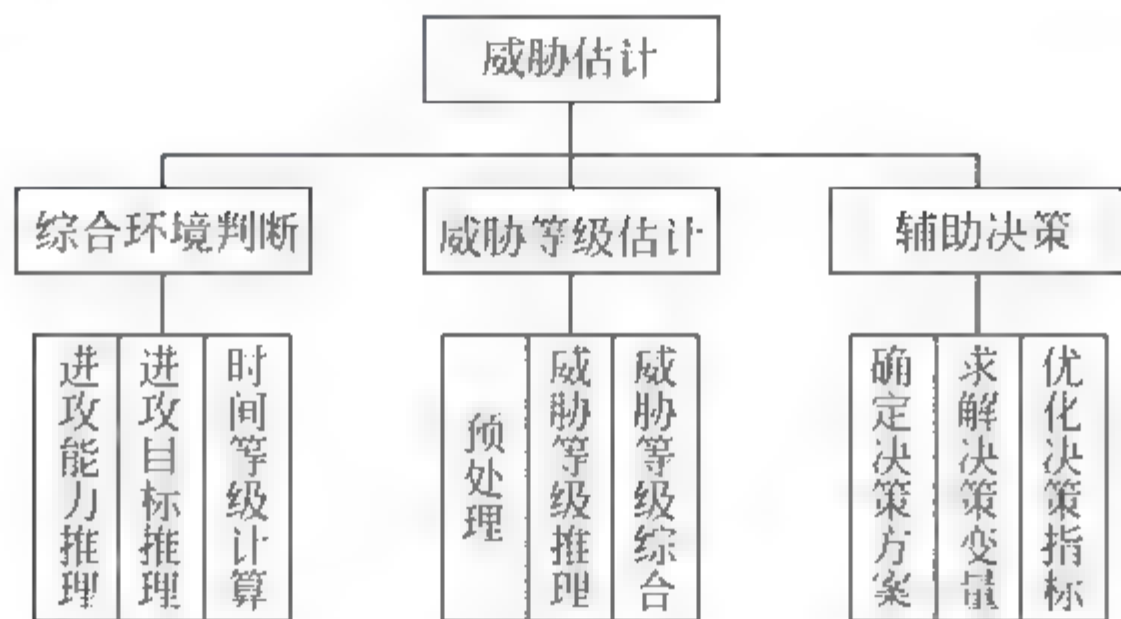 威胁估计
综合环境判断
威胁等级估计
辅助决策
进攻能力推理
进攻目标推理
时间等级计算
预处理
威胁等级推理
威胁等级综合
确定决策方案
求解决策变量
优化决策指标